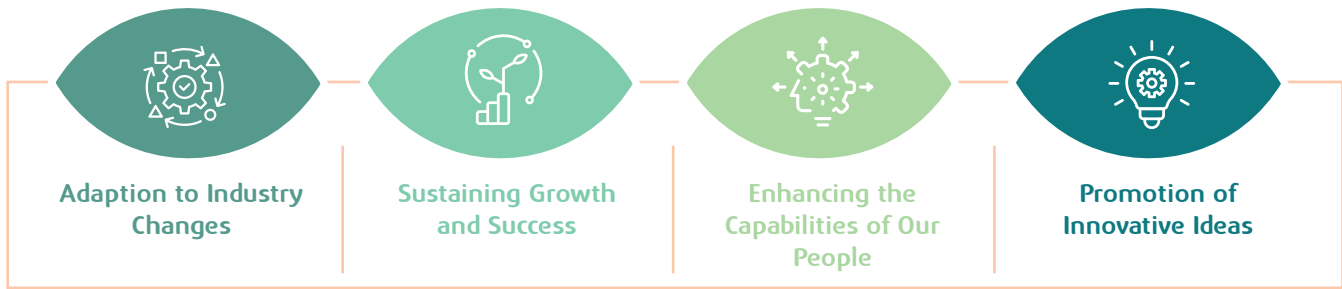 Adaption to Industry
Changes
Sustaining Growth
and Success
Enhancing the
Capabilities of Our
People
Promotion of
Innovative Ideas